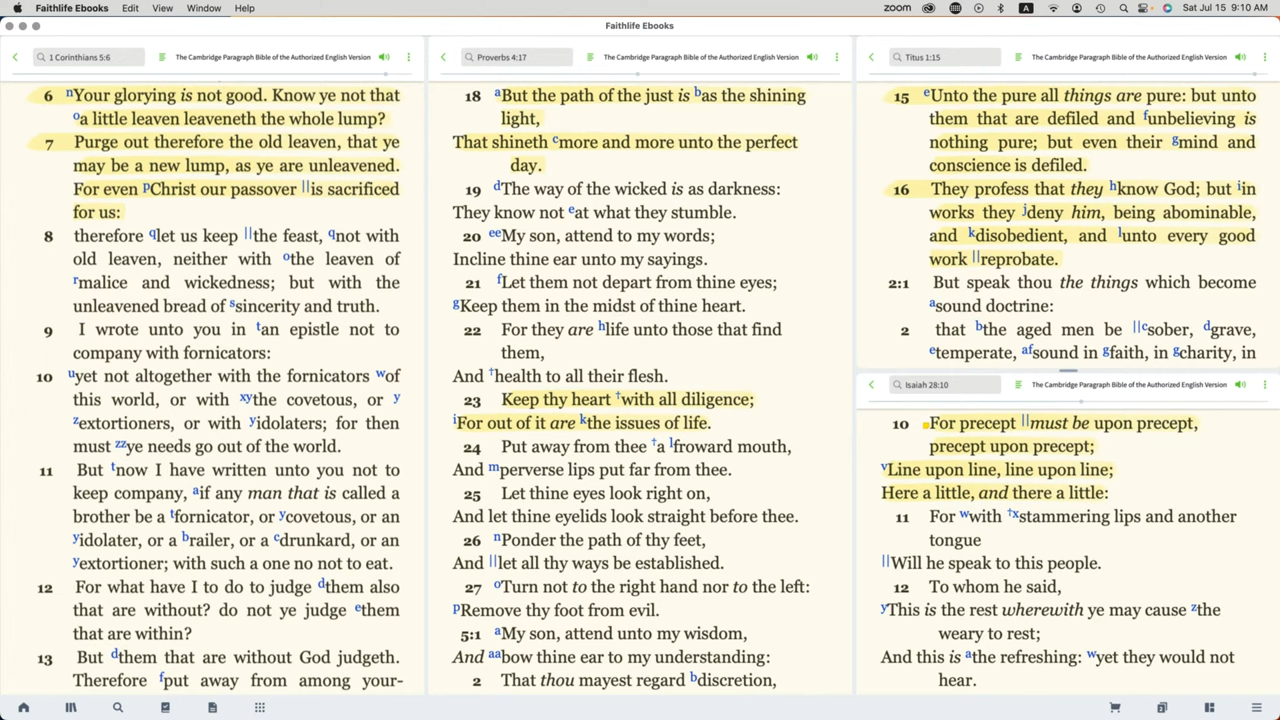 Faithlife Ebooks Edit View Window Help
zoom A Sat Jul 15 9:10 AM
Faithlife Ebooks
1 Corinthians 5:6 The Cambridge Paragraph Bible of the Authorized English Version
6 nYour glorying is not good. Know ye not that
oa little leaven leaveneth the whole lump?
7 Purge out therefore the old leaven, that ye
may be a new lump, as ye are unleavened.
For even pChrist our passover ||is sacrificed
for us:
8 therefore qlet us keep ||the feast, qnot with
old leaven, neither with othe leaven of
rmalice and wickedness; but with the
unleavened bread of ssincerity and truth.
9 I wrote unto you in tan epistle not to
company with fornicators:
10 uyet not altogether with the fornicators wof
this world, or with xythe covetous, or y
zextortioners, or with yidolaters; for then
must zzye needs go out of the world.
11 But tnow I have written unto you not to
keep company, aif any man that is called a
brother be a tfornicator, or ycovetous, or an
yidolater, or a brailer, or a cdrunkard, or an
yextortioner; with such a one no not to eat.
12 For what have I to do to judge dthem also
that are without? do not ye judge ethem
that are within?
13 But dthem that are without God judgeth.
Therefore fput away from among your-
Proverbs 4:17 The Cambridge Paragraph Bible of the Authorized English Version
18 aBut the path of the just is bas the shining
light,
That shineth cmore and more unto the perfect
day.
19 dThe way of the wicked is as darkness:
They know not eat what they stumble.
20 eeMy son, attend to my words;
Incline thine ear unto my sayings.
21 fLet them not depart from thine eyes;
gKeep them in the midst of thine heart.
22 For they are hlife unto those that find
them,
And †health to all their flesh.
23 Keep thy heart †with all diligence;
iFor out of it are kthe issues of life.
24 Put away from thee †a lfroward mouth,
And mperverse lips put far from thee.
25 Let thine eyes look right on,
And let thine eyelids look straight before thee.
26 nPonder the path of thy feet,
And ||let all thy ways be established.
27 oTurn not to the right hand nor to the left:
pRemove thy foot from evil.
5:1 aMy son, attend unto my wisdom,
And aabow thine ear to my understanding:
2 That thou mayest regard bdiscretion,
Titus 1:15 The Cambridge Paragraph Bible of the Authorized English Version
15 eUnto the pure all things are pure: but unto
them that are defiled and funbelieving is
nothing pure; but even their gmind and
conscience is defiled.
16 They profess that they hknow God; but iin
works they jdeny him, being abominable,
and kdisobedient, and lunto every good
work ||reprobate.
2:1 But speak thou the things which become
asound doctrine:
2 that bthe aged men be ||csober, dgrave,
etemperate, afsound in gfaith, in gcharity, in
Isaiah 28:10 The Cambridge Paragraph Bible of the Authorized English Version
10 For precept ||must be upon precept,
precept upon precept;
vLine upon line, line upon line;
Here a little, and there a little:
11 For wwith †xstammering lips and another
tongue
||Will he speak to this people.
12 To whom he said,
yThis is the rest wherewith ye may cause zthe
weary to rest;
And this is athe refreshing: wyet they would not
hear.